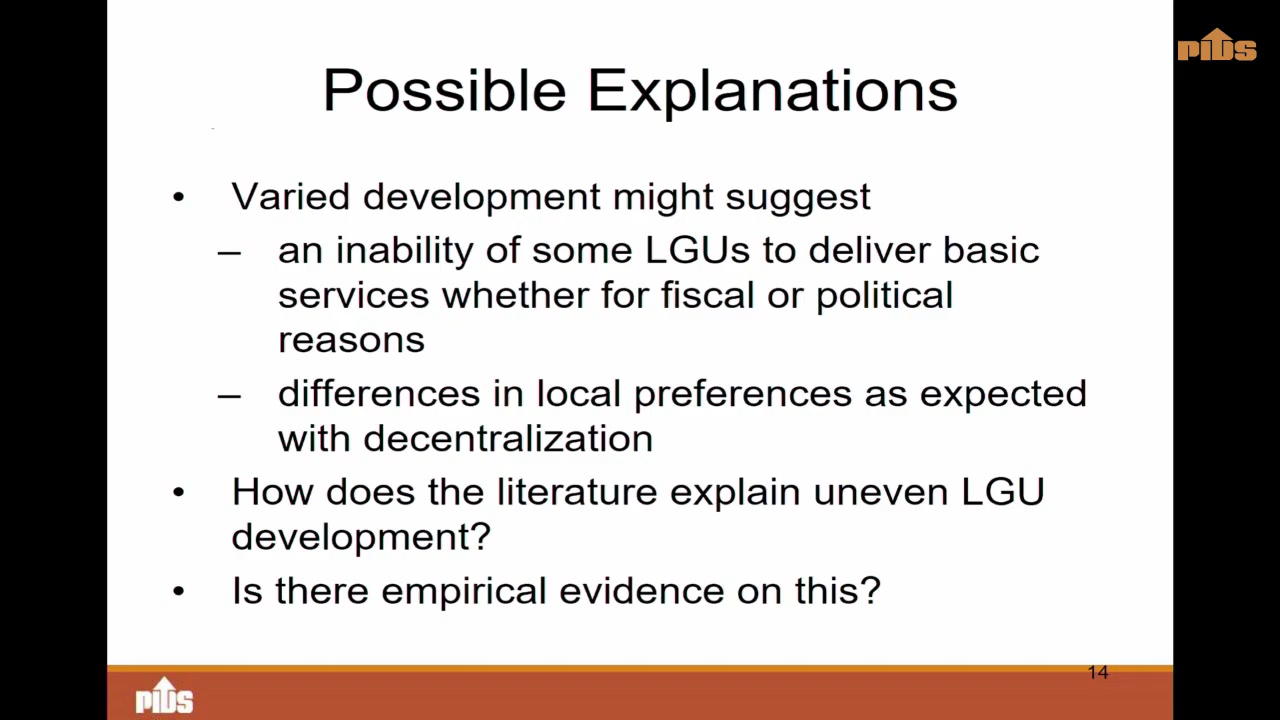 PIDS
Possible Explanations
• Varied development might suggest
– an inability of some LGUs to deliver basic
services whether for fiscal or political
reasons
– differences in local preferences as expected
with decentralization
• How does the literature explain uneven LGU
development?
• Is there empirical evidence on this?
14
PIDS